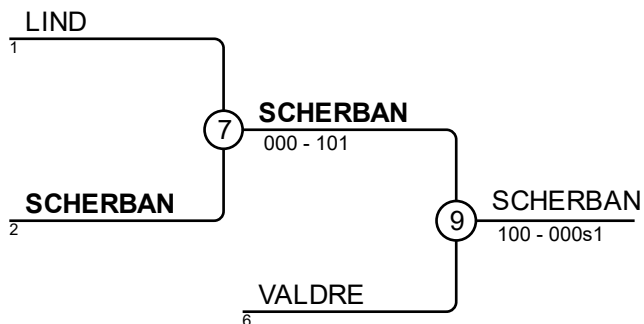 LIND
1
7
SCHERBAN
000 - 101
SCHERBAN
2
9
SCHERBAN
100 - 000s1
VALDRE
6